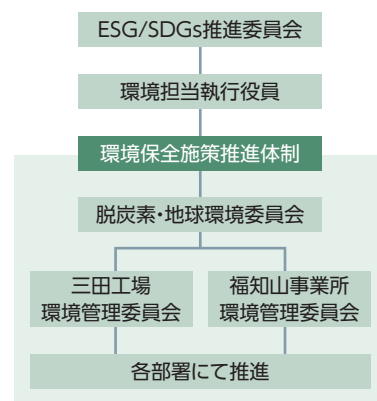 ESG/SDGs推進委員会
環境担当執行役員
環境保全施策推進体制
脱炭素・地球環境委員会
三田工場
環境管理委員会
福知山事業所
環境管理委員会
各部署にて推進